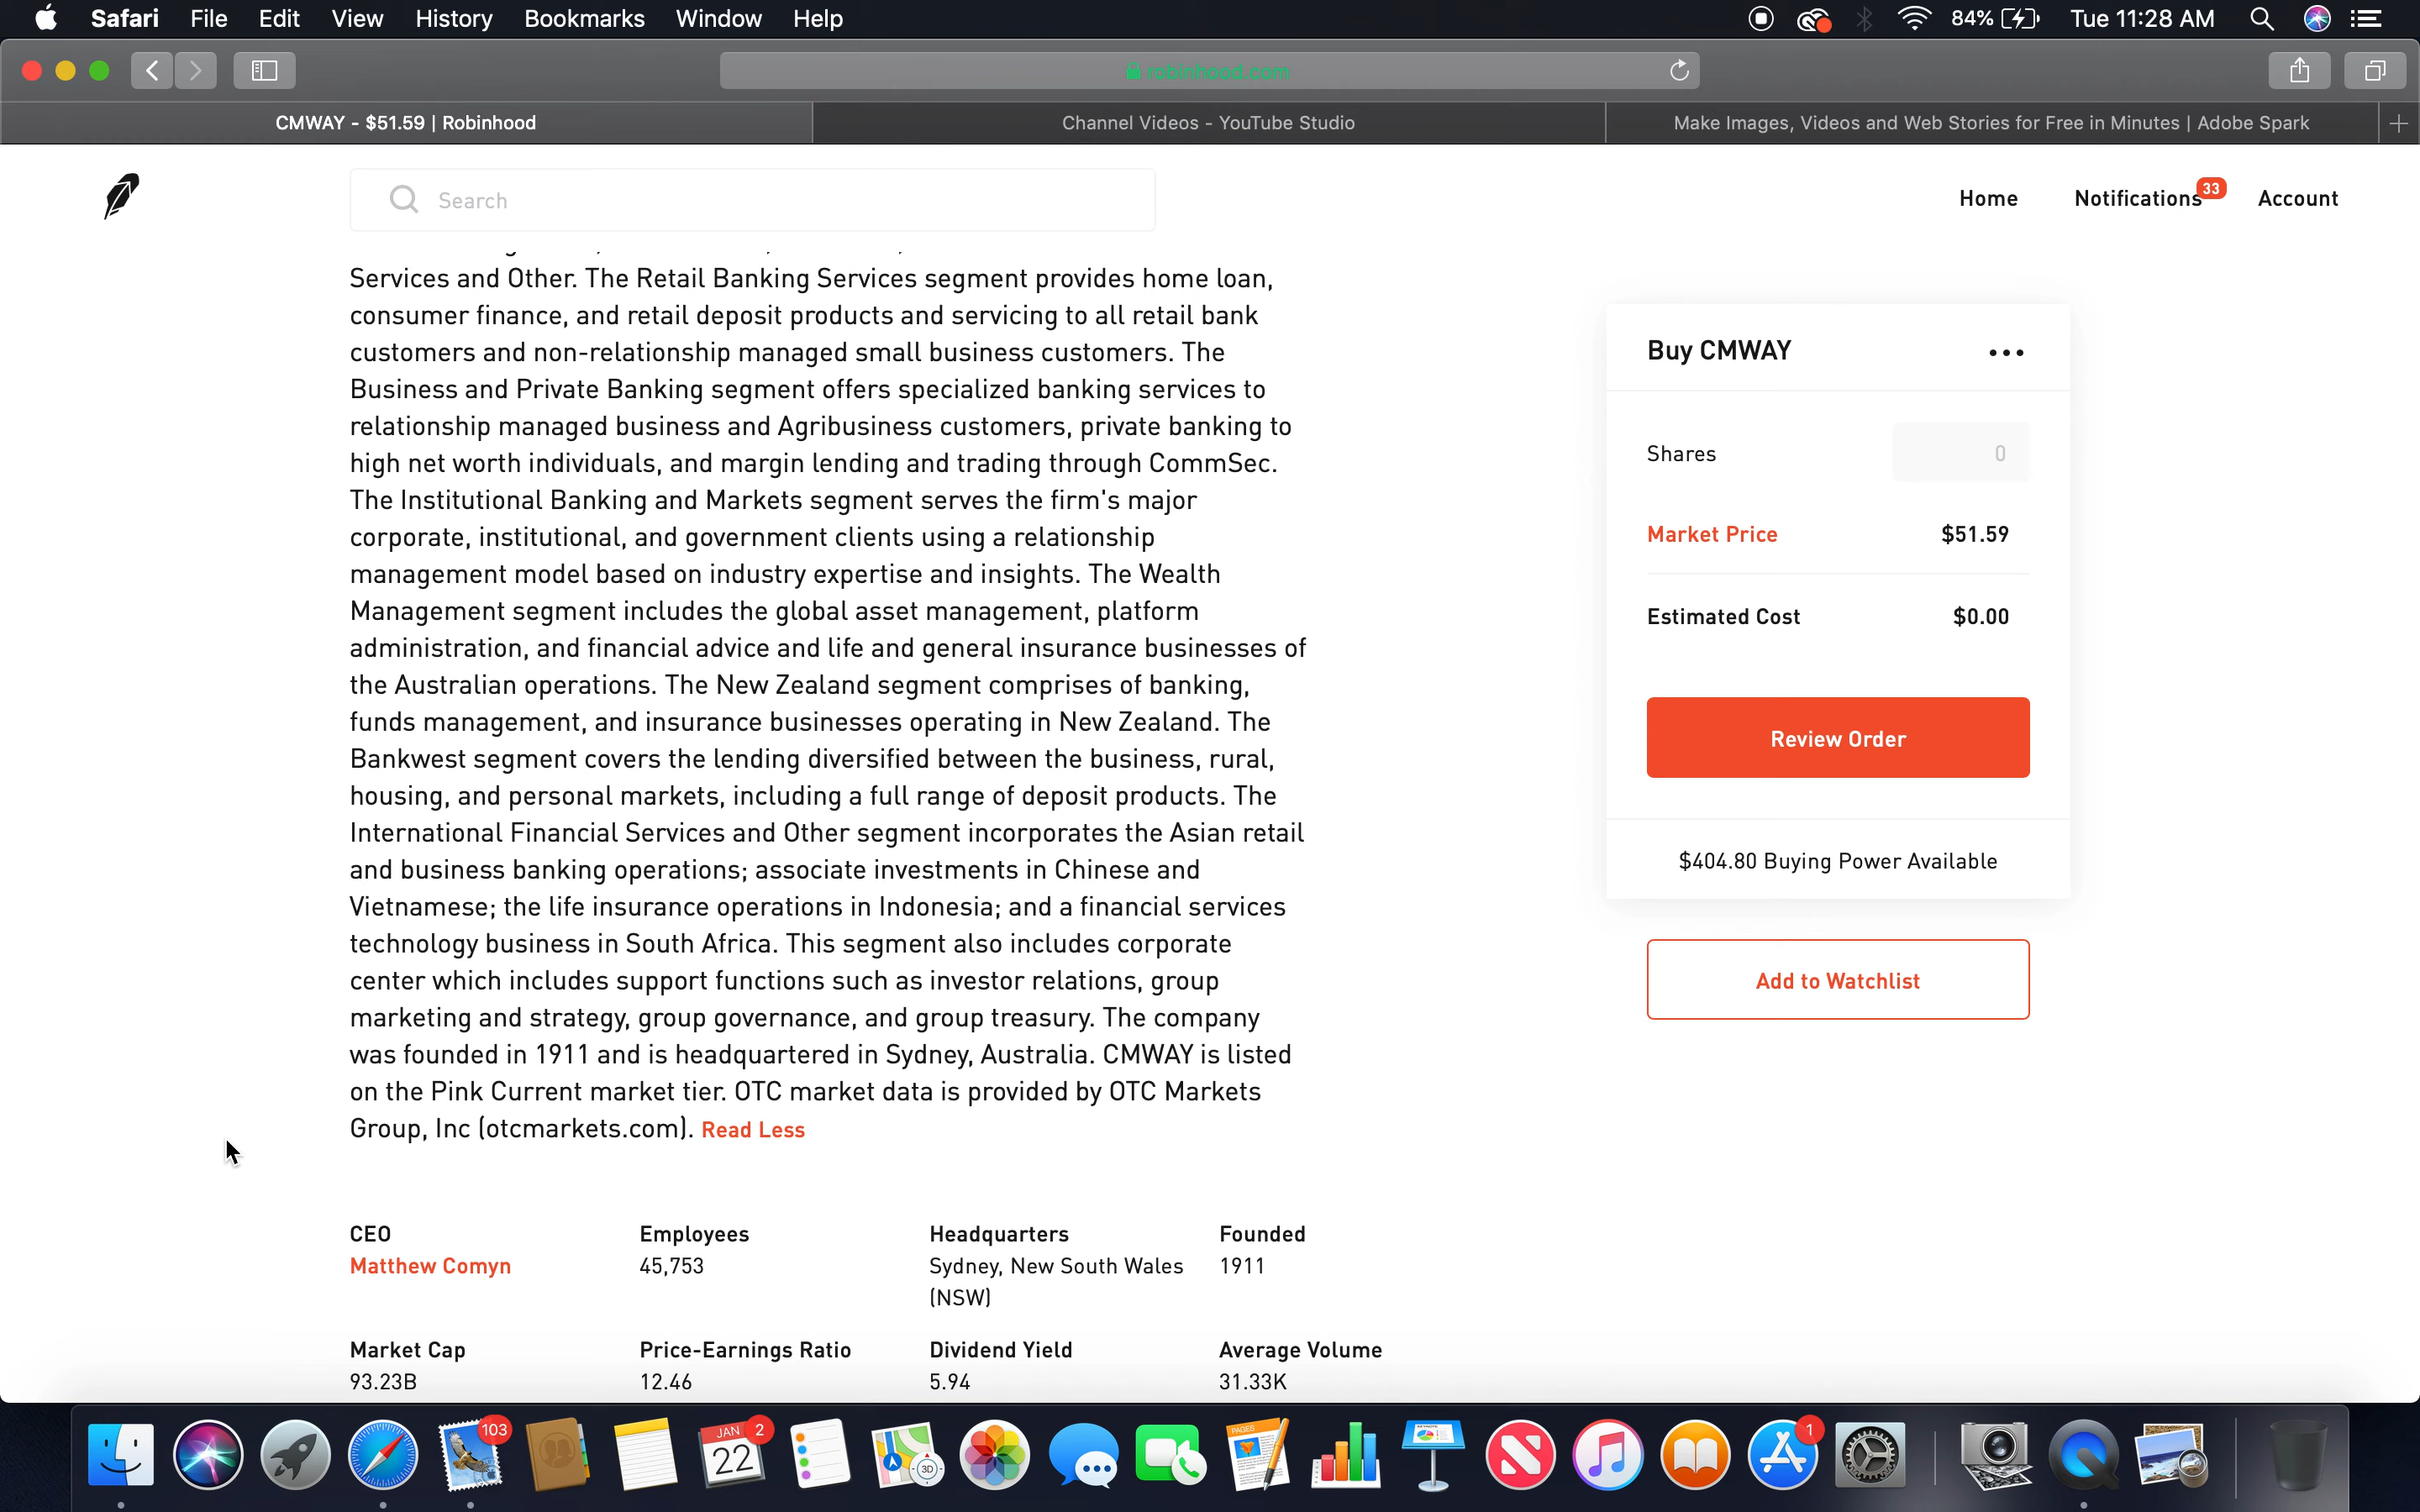 Safari File Edit View History Bookmarks Window Help 84% Tue 11:28 AM
robinhood.com
CMWAY - $51.59 | Robinhood
Channel Videos - YouTube Studio
Make Images, Videos and Web Stories for Free in Minutes | Adobe Spark
Search
Home
Notifications 33
Account
Services and Other. The Retail Banking Services segment provides home loan,
consumer finance, and retail deposit products and servicing to all retail bank
customers and non-relationship managed small business customers. The
Business and Private Banking segment offers specialized banking services to
relationship managed business and Agribusiness customers, private banking to
high net worth individuals, and margin lending and trading through CommSec.
The Institutional Banking and Markets segment serves the firm's major
corporate, institutional, and government clients using a relationship
management model based on industry expertise and insights. The Wealth
Management segment includes the global asset management, platform
administration, and financial advice and life and general insurance businesses of
the Australian operations. The New Zealand segment comprises of banking,
funds management, and insurance businesses operating in New Zealand. The
Bankwest segment covers the lending diversified between the business, rural,
housing, and personal markets, including a full range of deposit products. The
International Financial Services and Other segment incorporates the Asian retail
and business banking operations; associate investments in Chinese and
Vietnamese; the life insurance operations in Indonesia; and a financial services
technology business in South Africa. This segment also includes corporate
center which includes support functions such as investor relations, group
marketing and strategy, group governance, and group treasury. The company
was founded in 1911 and is headquartered in Sydney, Australia. CMWAY is listed
on the Pink Current market tier. OTC market data is provided by OTC Markets
Group, Inc (otcmarkets.com). Read Less
Buy CMWAY
Shares 0
Market Price $51.59
Estimated Cost $0.00
Review Order
$404.80 Buying Power Available
Add to Watchlist
CEO Employees Headquarters Founded
Matthew Comyn 45,753 Sydney, New South Wales 1911
(NSW)
Market Cap Price-Earnings Ratio Dividend Yield Average Volume
93.23B 12.46 5.94 31.33K
103
JAN 2
22
3D
PAGES
1